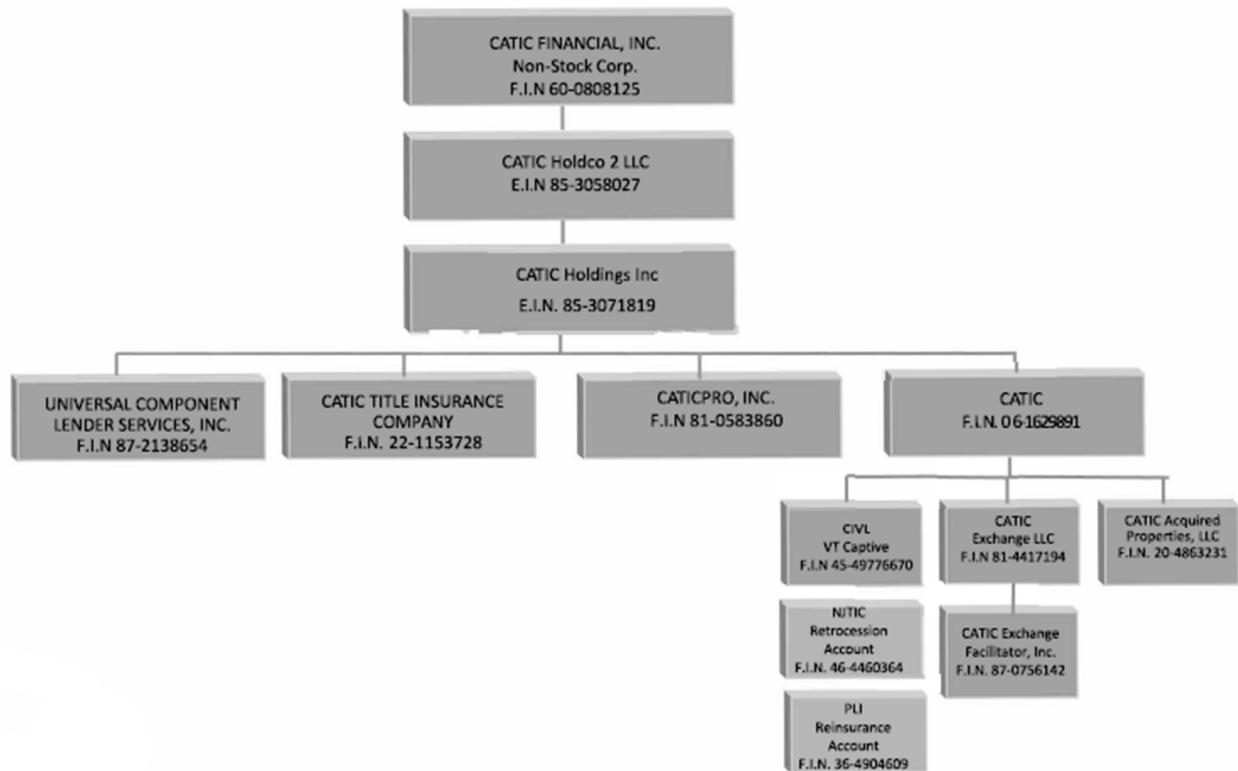 CATIC FINANCIAL, INC.
Non-Stock Corp.
F.I.N 60-0808125
CATIC Holdco 2 LLC
E.I.N 85-3058027
CATIC Holdings Inc
E.I.N. 85-3071819
UNIVERSAL COMPONENT
LENDER SERVICES, INC.
F.I.N 87-2138654
CATIC TITLE INSURANCE
COMPANY
F.I.N. 22-1153728
CATICPRO, INC.
F.I.N 81-0583860
CATIC
F.I.N. 06-1629891
CIVL
VT Captive
F.I.N 45-49776670
CATIC
Exchange LLC
F.I.N 81-4417194
CATIC Acquired
Properties, LLC
F.I.N. 20-4863231
NJTIC
Retrocession
Account
F.I.N. 46-4460364
CATIC Exchange
Facilitator, Inc.
F.I.N. 87-0756142
PLI
Reinsurance
Account
F.I.N. 36-4904609